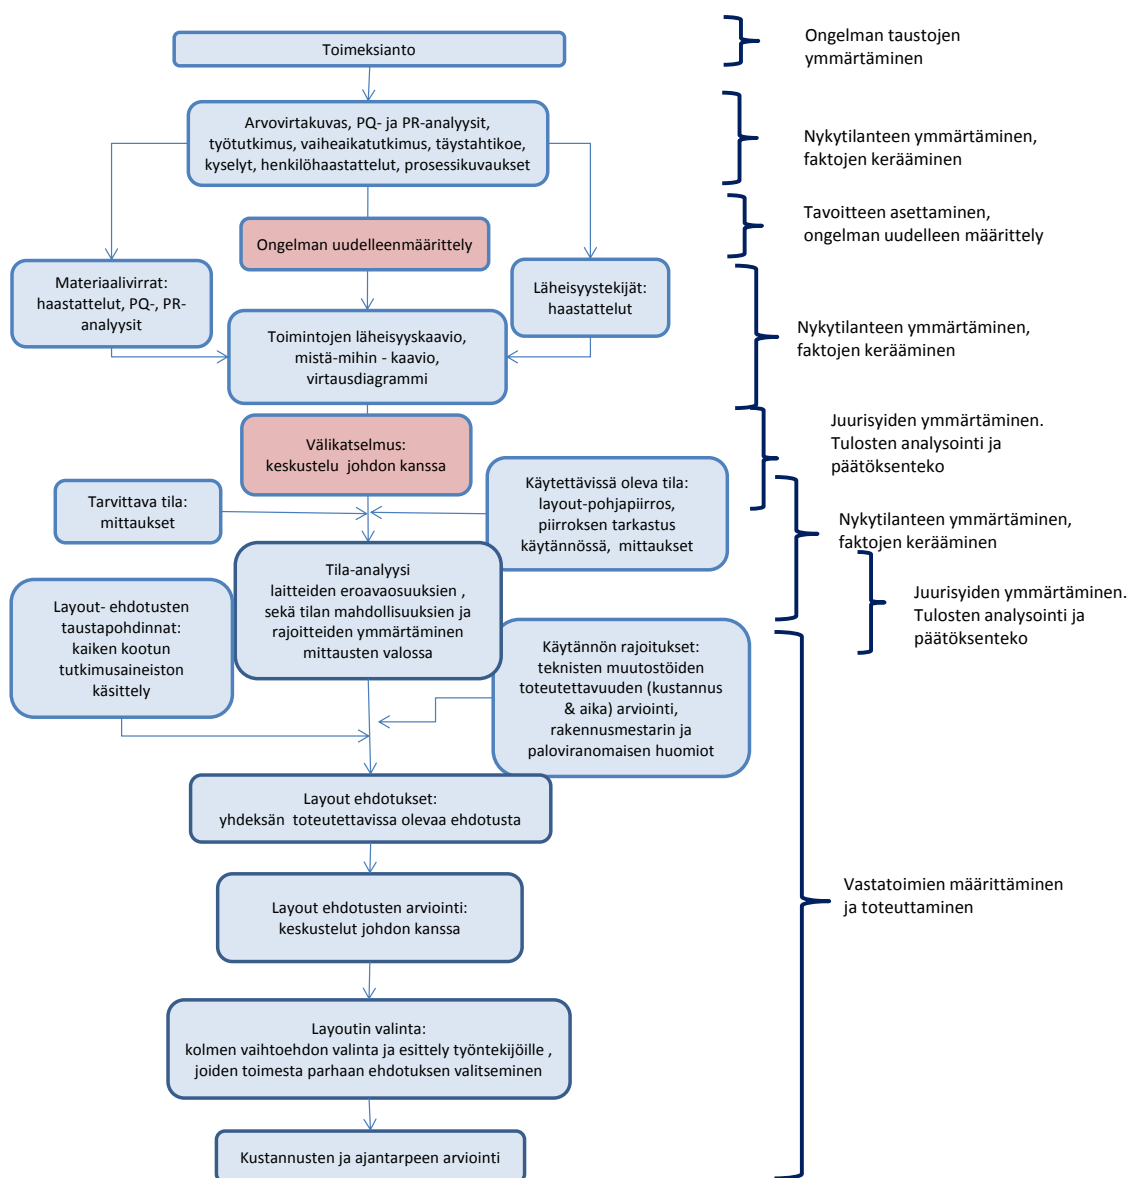 Toimeksianto
Ongelman taustojen
ymmärtäminen
Arvovirtakuvas, PQ- ja PR-analyysit,
työtutkimus, vaiheaikatutkimus, täystahtikoe,
kyselyt, henkilöhaastattelut, prosessikuvaukset
Nykytilanteen ymmärtäminen,
faktojen kerääminen
Ongelman uudelleenmäärittely
Tavoitteen asettaminen,
ongelman uudelleen määrittely
Materiaalivirrat:
haastattelut, PQ-, PR-
analyysit
Läheisyystekijät:
haastattelut
Toimintojen läheisyyskaavio,
mistä-mihin - kaavio,
virtausdiagrammi
Nykytilanteen ymmärtäminen,
faktojen kerääminen
Välikatselmus:
keskustelu johdon kanssa
Juurisyiden ymmärtäminen.
Tulosten analysointi ja
päätöksenteko
Tarvittava tila:
mittaukset
Käytettävissä oleva tila:
layout-pohjapiirros,
piirroksen tarkastus
käytännössä, mittaukset
Nykytilanteen ymmärtäminen,
faktojen kerääminen
Tila-analyysi
laitteiden eroavaosuuksien ,
sekä tilan mahdollisuuksien ja
rajoitteiden ymmärtäminen
mittausten valossa
Juurisyiden ymmärtäminen.
Tulosten analysointi ja
päätöksenteko
Layout- ehdotusten
taustapohdinnat:
kaiken kootun
tutkimusaineiston
käsittely
Käytännön rajoitukset:
teknisten muutostöiden
toteutettavuuden (kustannus
& aika) arviointi,
rakennusmestarin ja
paloviranomaisen huomiot
Layout ehdotukset:
yhdeksän toteutettavissa olevaa ehdotusta
Layout ehdotusten arviointi:
keskustelut johdon kanssa
Vastatoimien määrittäminen
ja toteuttaminen
Layoutin valinta:
kolmen vaihtoehdon valinta ja esittely työntekijöille ,
joiden toimesta parhaan ehdotuksen valitseminen
Kustannusten ja ajantarpeen arviointi